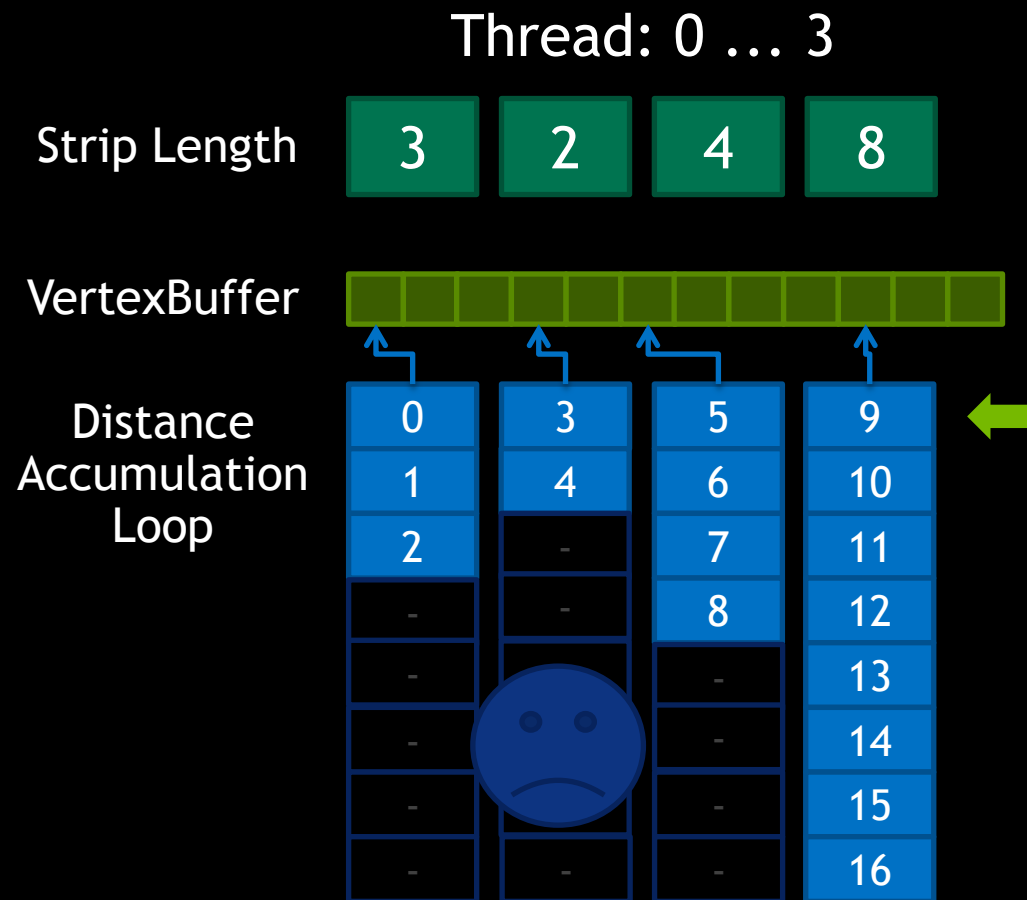 Thread: 0 ... 3
Strip Length 3 2 4 8
VertexBuffer
Distance
Accumulation
Loop
0 3 5 9
1 4 6 10
2 - 7 11
- - 8 12
- - 13
- - 14
- - 15
- - - 16